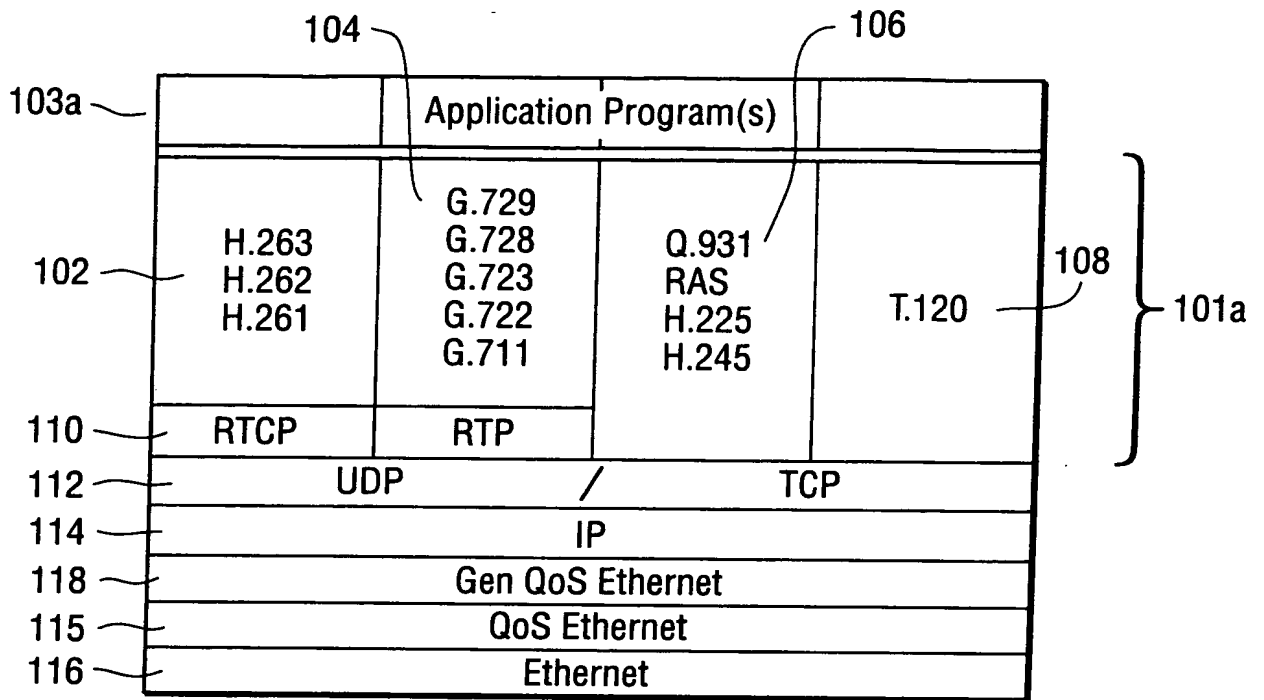 104
106
103a
Application Program(s)
102
H.263
H.262
H.261
G.729
G.728
G.723
G.722
G.711
Q.931
RAS
H.225
H.245
T.120
108
101a
110
RTCP
RTP
112
UDP / TCP
114
IP
118
Gen QoS Ethernet
115
QoS Ethernet
116
Ethernet